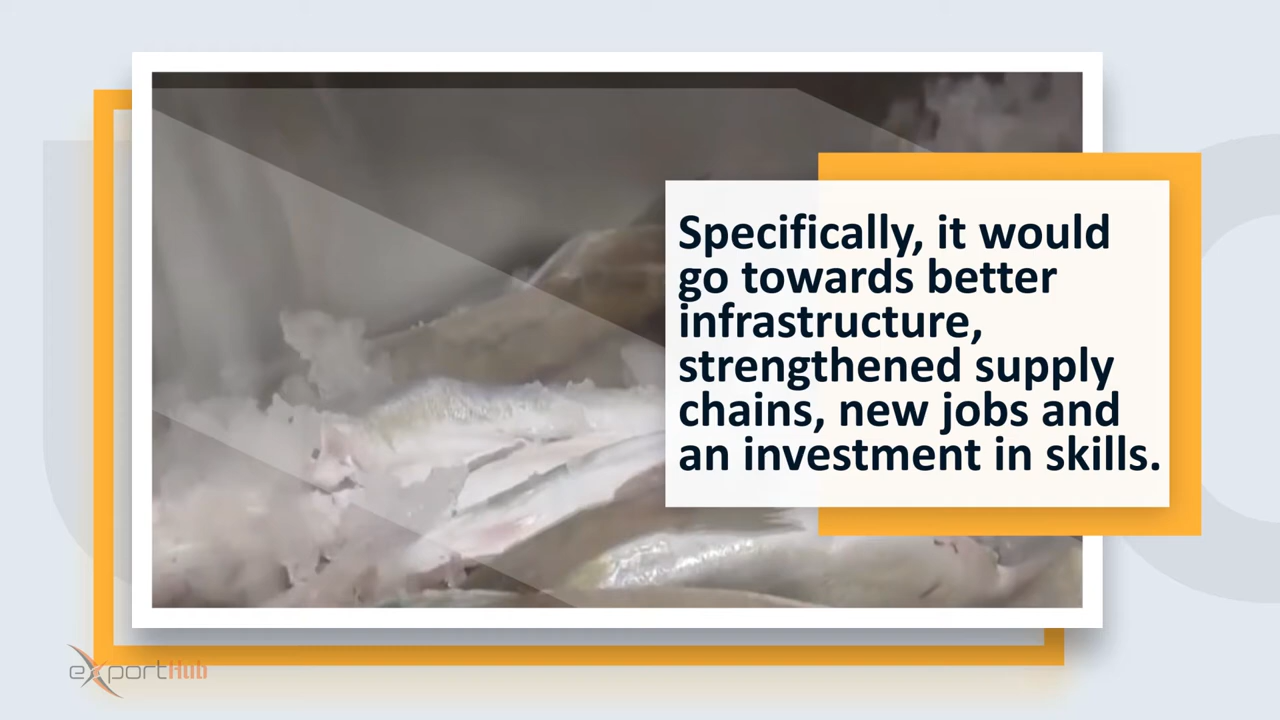 Specifically, it would
go towards better
infrastructure,
strengthened supply
chains, new jobs and
an investment in skills.
exportHub